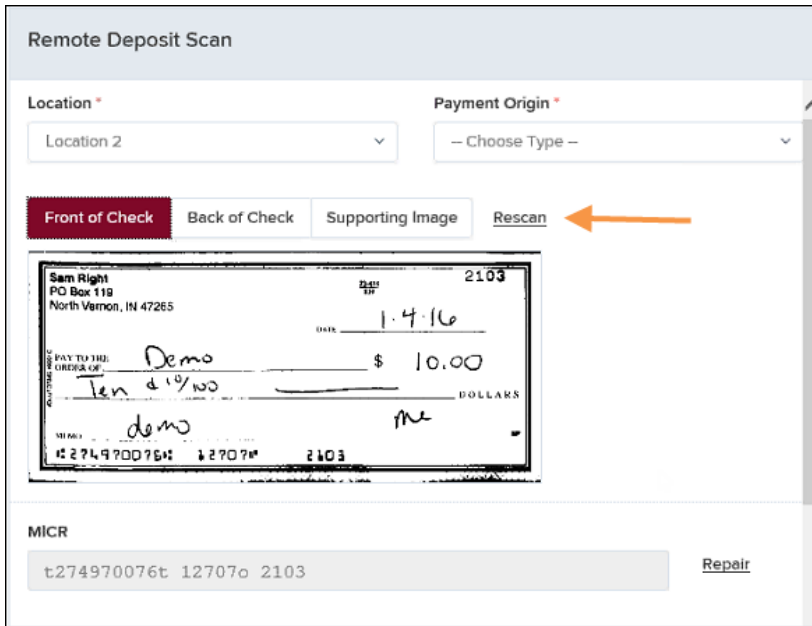 Remote Deposit Scan
Location * Payment Origin *
Location 2 -- Choose Type --
Front of Check Back of Check Supporting Image Rescan
Sam Right 2103
PO Box 119
North Vernon, IN 47265
DATE 1.4.16
PAY TO THE
ORDER OF Demo $ 10.00
Ten & 10/100 DOLLARS
MEMO demo me
⑆274970076⑆ 12707⑈ 2103
MICR
t274970076t 12707o 2103 Repair